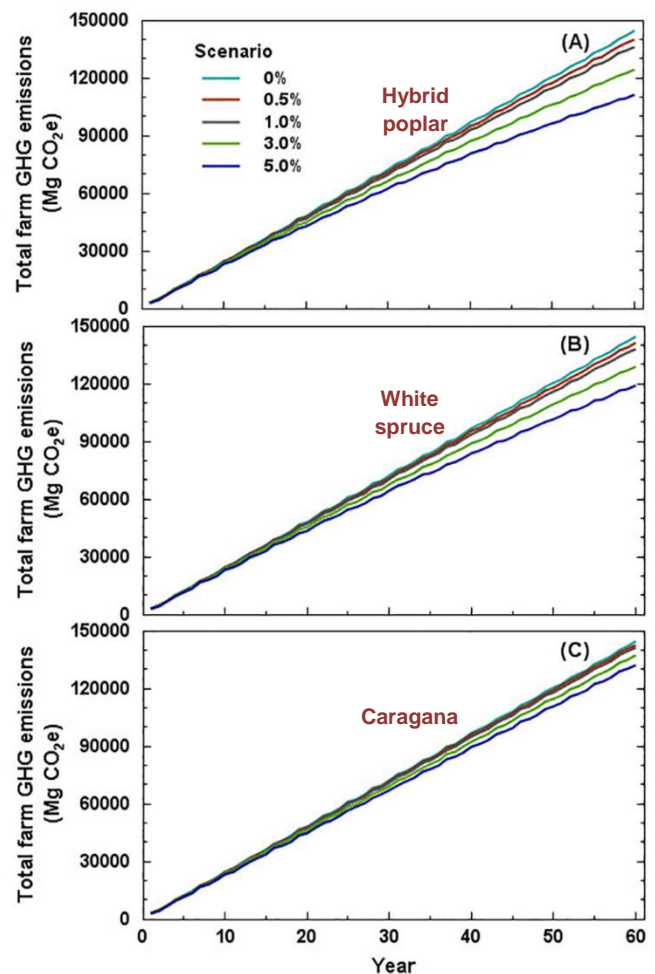 150000
120000
90000
60000
30000
0
Total farm GHG emissions
(Mg CO2e)
Scenario
0%
0.5%
1.0%
3.0%
5.0%
(A)
Hybrid
poplar
150000
120000
90000
60000
30000
0
Total farm GHG emissions
(Mg CO2e)
(B)
White
spruce
150000
120000
90000
60000
30000
0
Total farm GHG emissions
(Mg CO2e)
(C)
Caragana
0 10 20 30 40 50 60
Year